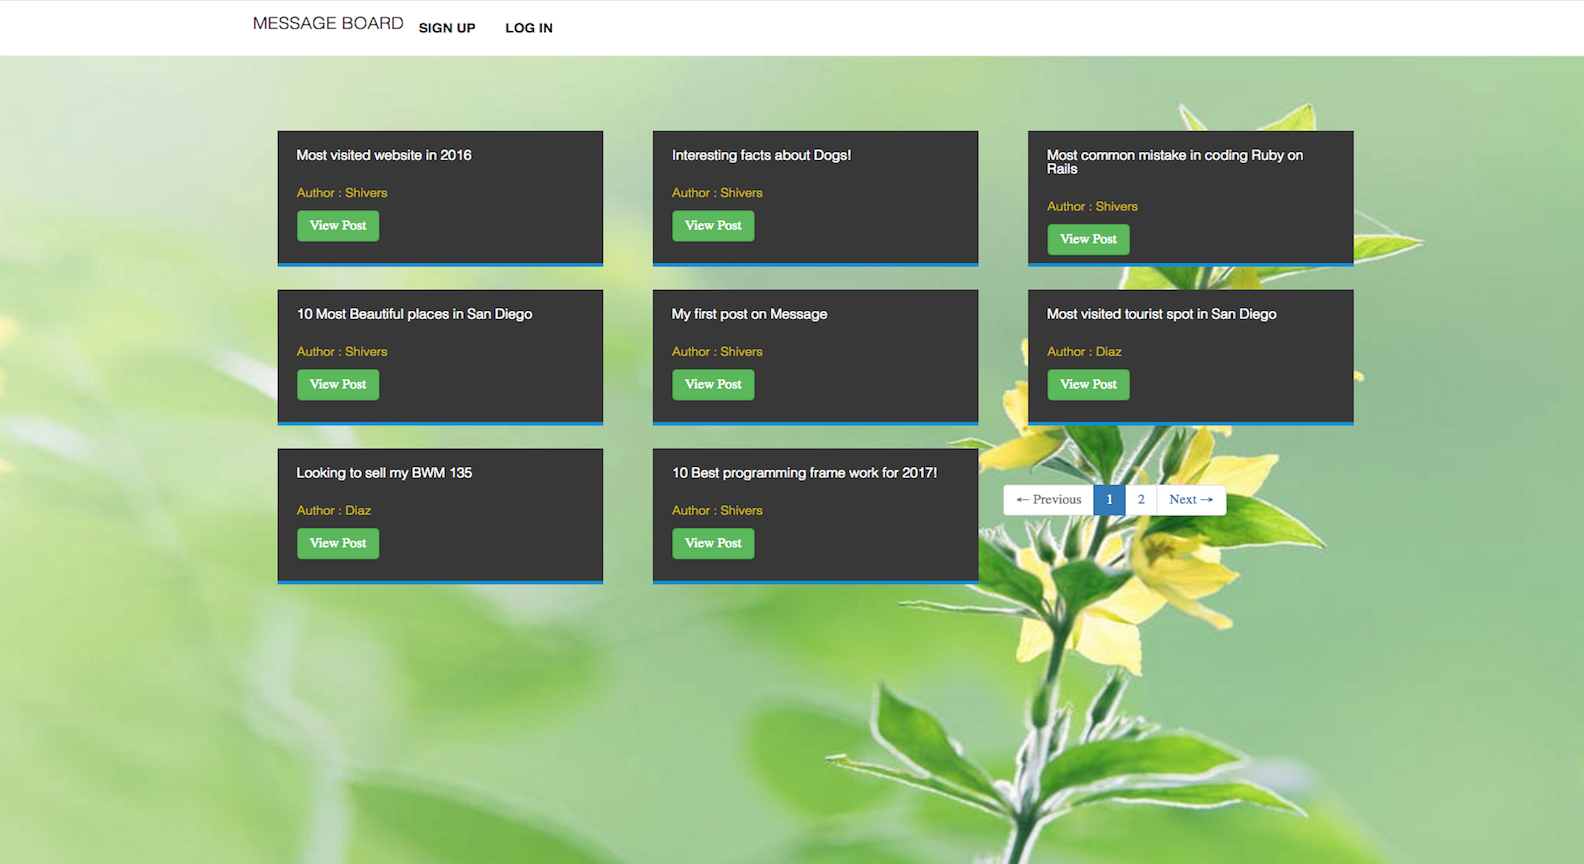 MESSAGE BOARD SIGN UP LOG IN
Most visited website in 2016
Author : Shivers
View Post
Interesting facts about Dogs!
Author : Shivers
View Post
Most common mistake in coding Ruby on
Rails
Author : Shivers
View Post
10 Most Beautiful places in San Diego
Author : Shivers
View Post
My first post on Message
Author : Shivers
View Post
Most visited tourist spot in San Diego
Author : Diaz
View Post
Looking to sell my BWM 135
Author : Diaz
View Post
10 Best programming frame work for 2017!
Author : Shivers
View Post
← Previous 1 2 Next →